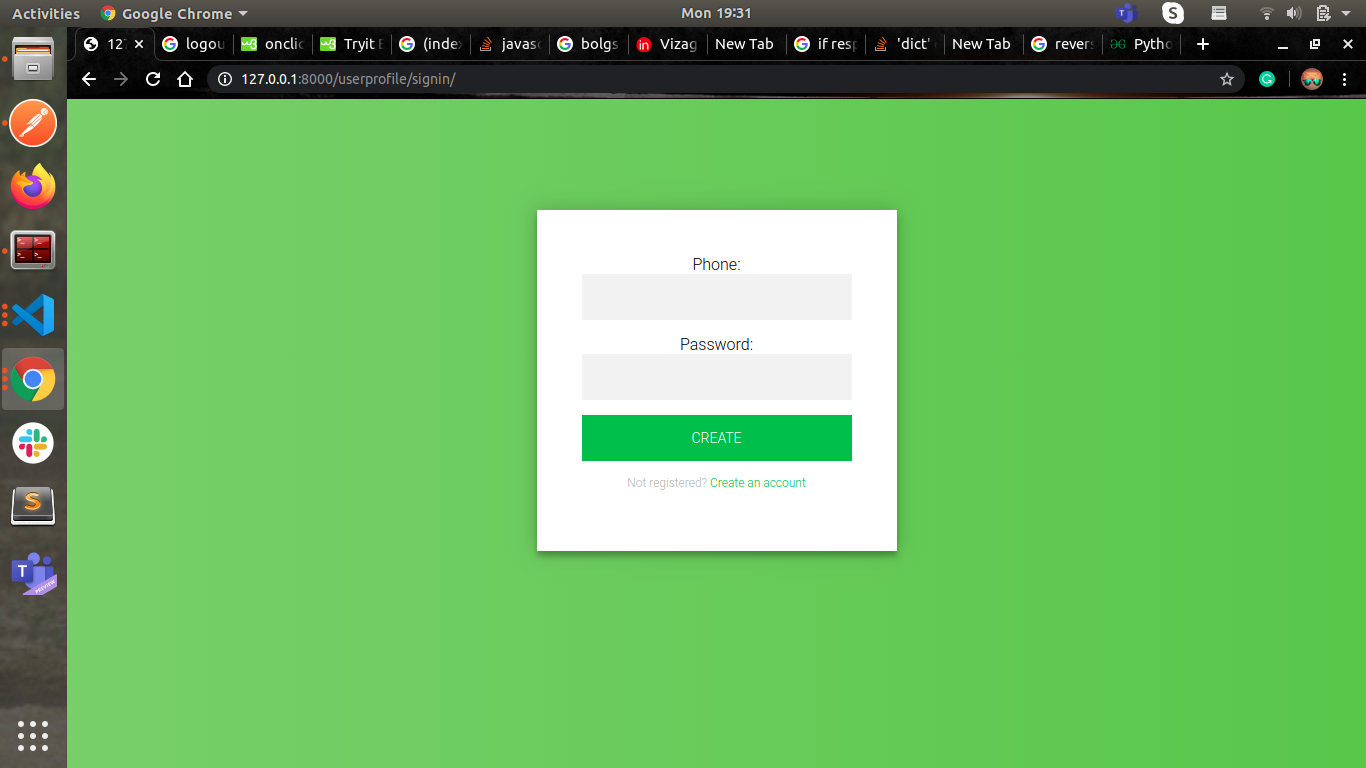 Activities Google Chrome Mon 19:31
12 logou onclic Tryit E (index javasc bolgs Vizag New Tab if resp 'dict' New Tab revers Pytho
127.0.0.1:8000/userprofile/signin/
Phone:
Password:
CREATE
Not registered? Create an account